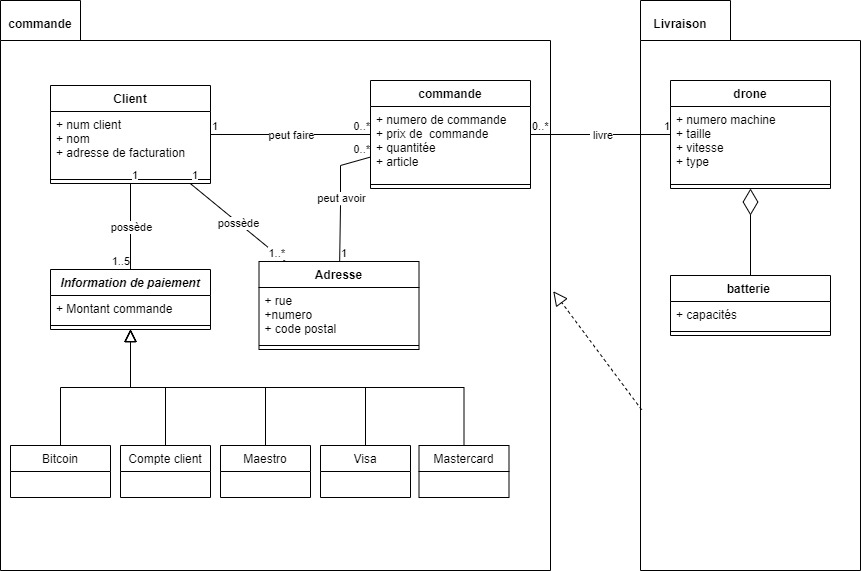 commande
Livraison
Client
+ num client
+ nom
+ adresse de facturation
commande
+ numero de commande
+ prix de commande
+ quantitée
+ article
drone
+ numero machine
+ taille
+ vitesse
+ type
1
peut faire
0..*
0..*
livre
1
0..*
peut avoir
1
1
possède
1..5
1
possède
1..*
Information de paiement
+ Montant commande
Adresse
+ rue
+numero
+ code postal
batterie
+ capacités
Bitcoin
Compte client
Maestro
Visa
Mastercard